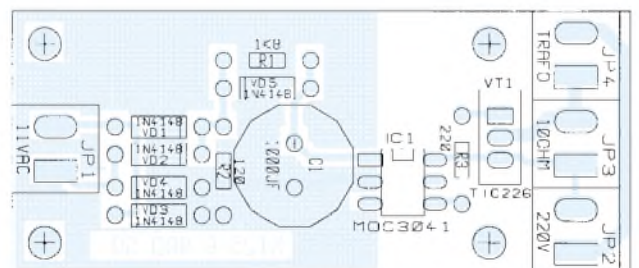 1K8
R1
VD5
1N4148
11VAC
JP1
1N4148
VD1
1N4148
VD2
VD4
1N4148
VD3
1N4148
R2
120
1000UF
C1
IC1
MOC3041
220
R3
VT1
TIC226
TRAFO
JP4
10OHM
JP3
220V
JP2